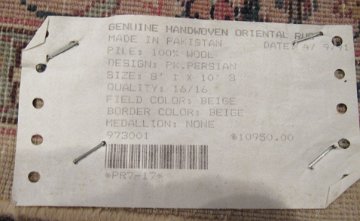 GENUINE HANDWOVEN ORIENTAL RUG
MADE IN PAKISTAN DATE:
PILE: 100% WOOL
DESIGN: PK.PERSIAN
SIZE: 8' 1 X 10' 3
QUALITY: 16/16
FIELD COLOR: BEIGE
BORDER COLOR: BEIGE
MEDALLION: NONE
973001 $10950.00
*PR7-17*